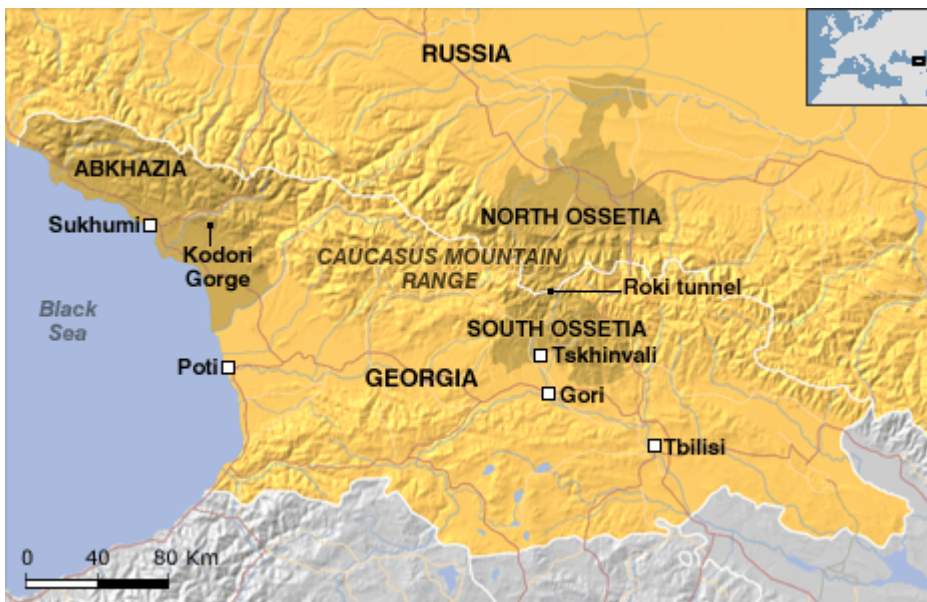 RUSSIA
ABKHAZIA
Sukhumi
Kodori
Gorge
NORTH OSSETIA
CAUCASUS MOUNTAIN
RANGE
Roki tunnel
Black
Sea
SOUTH OSSETIA
Tskhinvali
Poti
GEORGIA
Gori
Tbilisi
0 40 80 Km